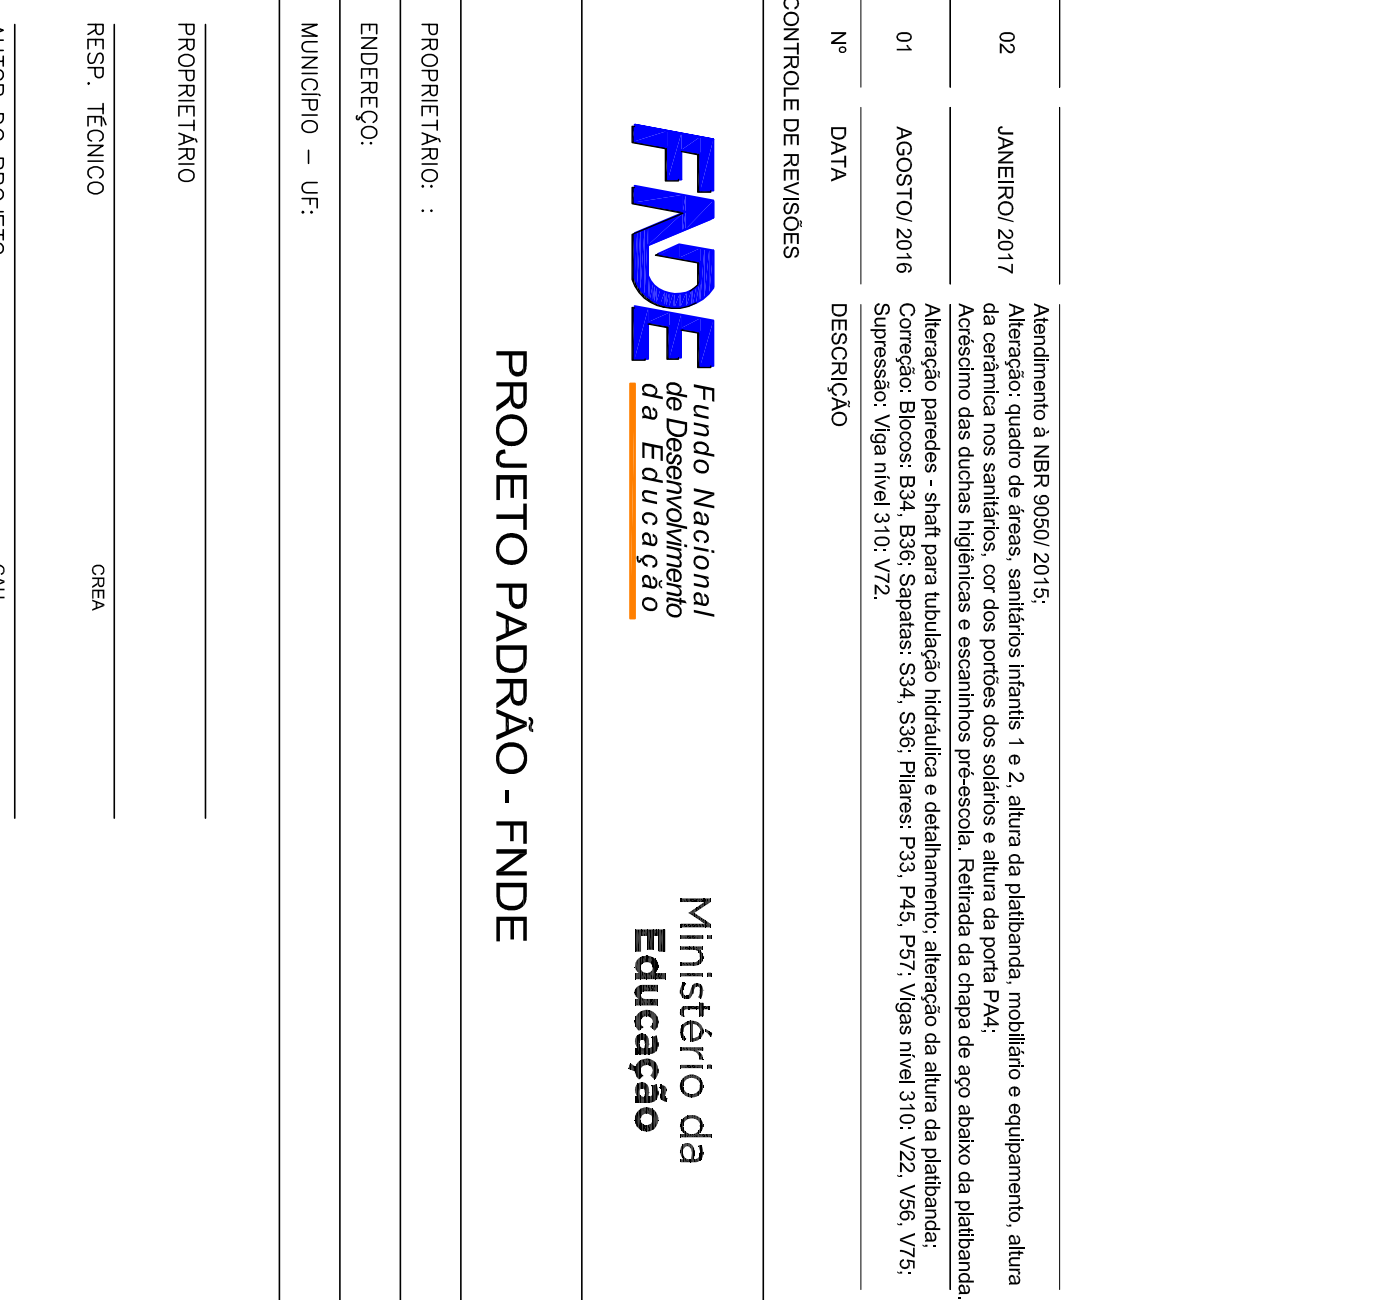 Atendimento à NBR 9050/ 2015;
02 JANEIRO/ 2017 Alteração: quadro de áreas, sanitários infantis 1 e 2, altura da platibanda, mobiliário e equipamento, altura
da cerâmica nos sanitários, cor dos portões dos solários e altura da porta PA4;
Acréscimo das duchas higiênicas e escaninhos pré-escola. Retirada da chapa de aço abaixo da platibanda.
Alteração paredes - shaft para tubulação hidráulica e detalhamento; alteração da altura da platibanda;
01 AGOSTO/ 2016 Correção: Blocos: B34, B36; Sapatas: S34, S36; Pilares: P33, P45, P57; Vigas nível 310: V22, V56, V75;
Supressão: Viga nível 310: V72.
Nº DATA DESCRIÇÃO
CONTROLE DE REVISÕES
FNDE
Fundo Nacional
de Desenvolvimento
da Educação
Ministério da
Educação
PROJETO PADRÃO - FNDE
PROPRIETÁRIO: :
ENDEREÇO:
MUNICÍPIO – UF:
PROPRIETÁRIO
RESP. TÉCNICO CREA